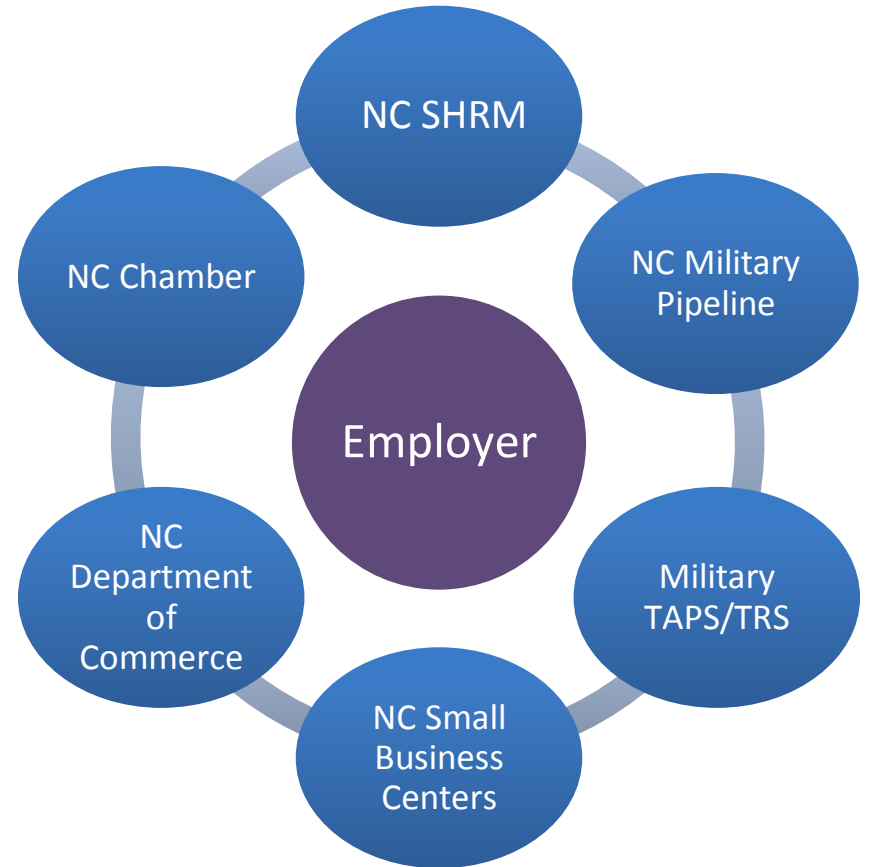 NC SHRM
NC Military
Pipeline
Military
TAPS/TRS
NC Small
Business
Centers
NC
Department
of
Commerce
NC Chamber
Employer